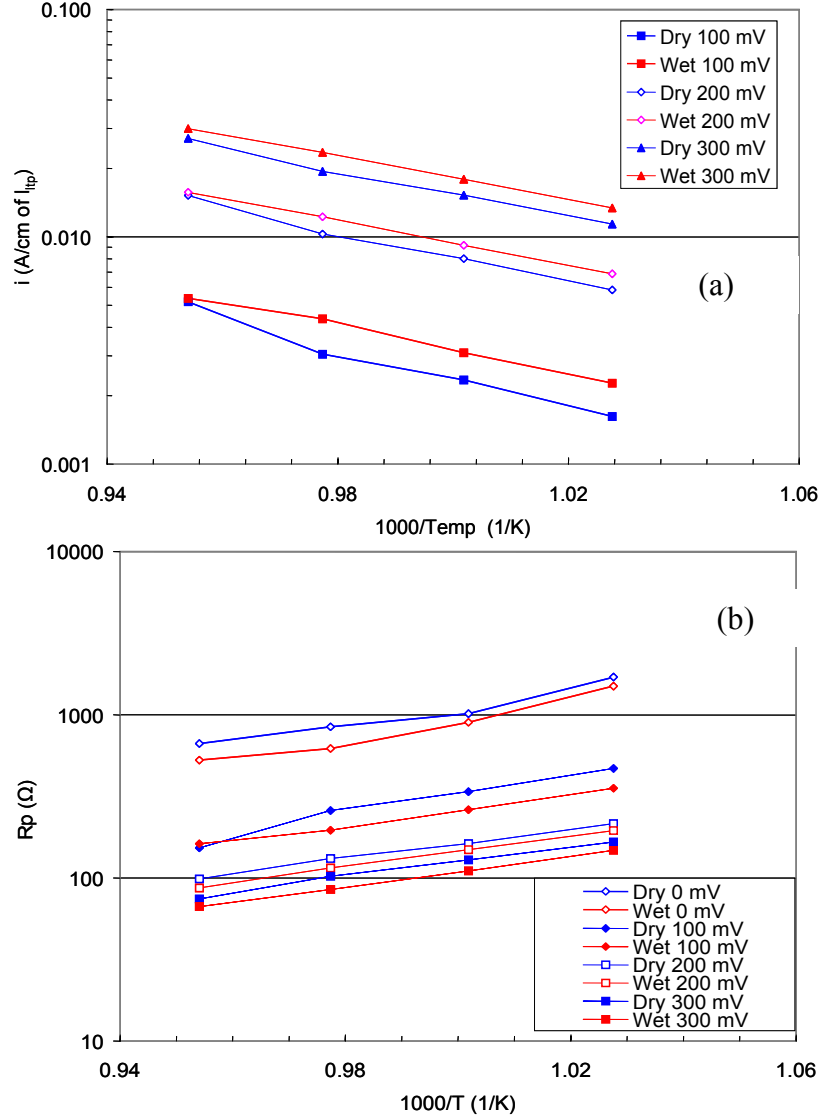 0.100
0.010
0.001
i (A/cm of l_ltp)
Dry 100 mV
Wet 100 mV
Dry 200 mV
Wet 200 mV
Dry 300 mV
Wet 300 mV
(a)
0.94 0.98 1.02 1.06
1000/Temp (1/K)
10000
1000
100
10
Rp (Ω)
(b)
Dry 0 mV
Wet 0 mV
Dry 100 mV
Wet 100 mV
Dry 200 mV
Wet 200 mV
Dry 300 mV
Wet 300 mV
0.94 0.98 1.02 1.06
1000/T (1/K)